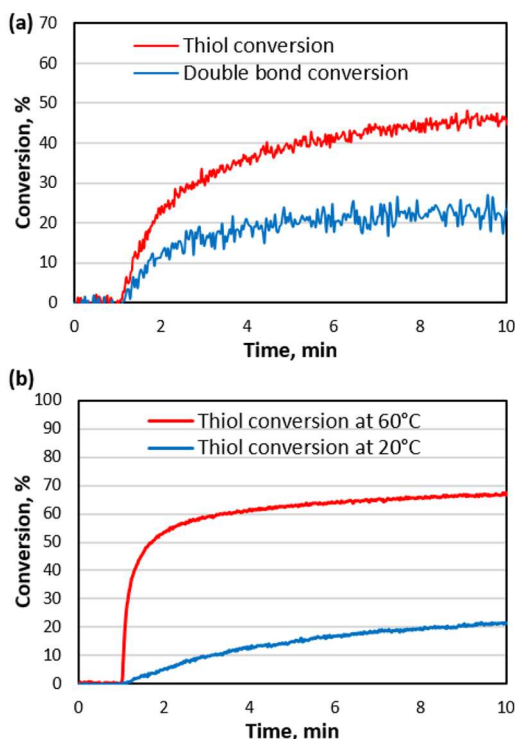 (a)
70
60
50
40
30
20
10
0
Conversion, %
Thiol conversion
Double bond conversion
0 2 4 6 8 10
Time, min
(b)
100
90
80
70
60
50
40
30
20
10
0
Conversion, %
Thiol conversion at 60°C
Thiol conversion at 20°C
0 2 4 6 8 10
Time, min